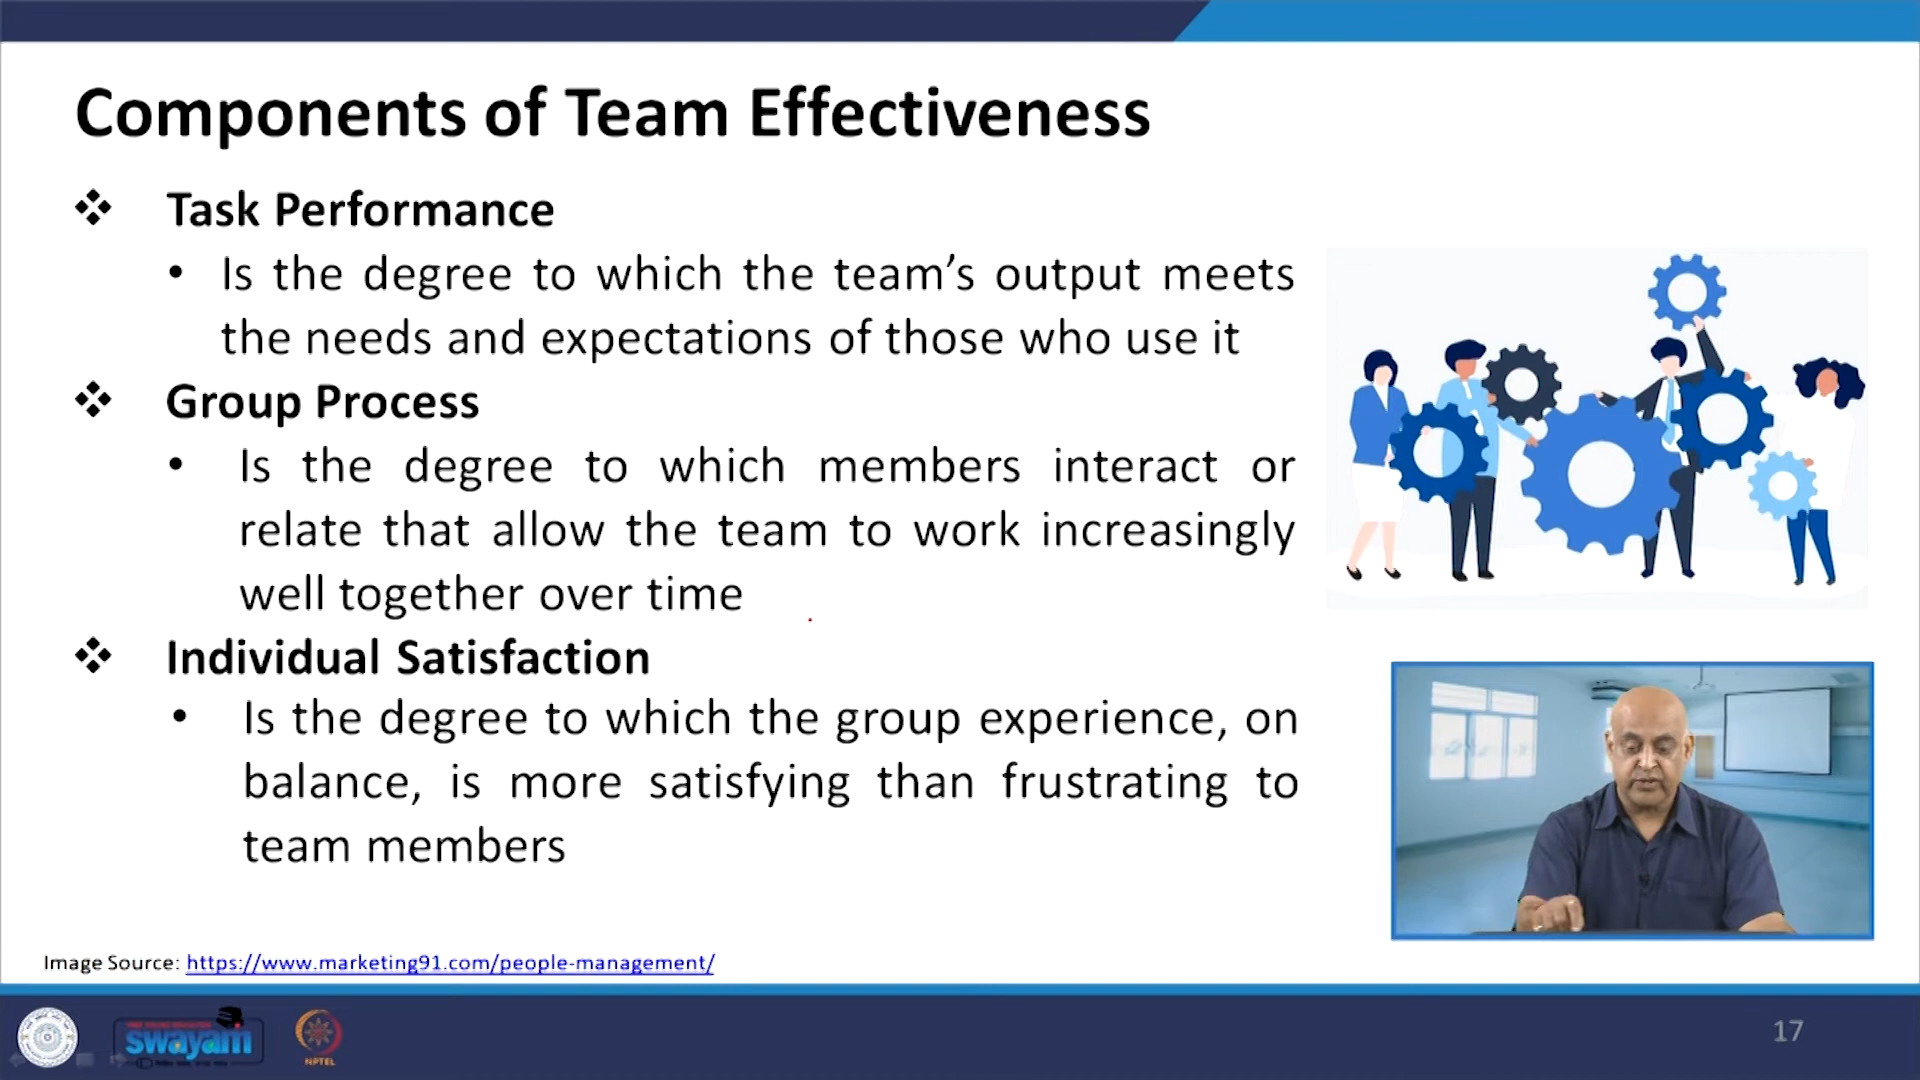 Components of Team Effectiveness
❖ Task Performance
• Is the degree to which the team’s output meets
the needs and expectations of those who use it
❖ Group Process
• Is the degree to which members interact or
relate that allow the team to work increasingly
well together over time
❖ Individual Satisfaction
• Is the degree to which the group experience, on
balance, is more satisfying than frustrating to
team members
Image Source: https://www.marketing91.com/people-management/
swayam
NPTEL
17